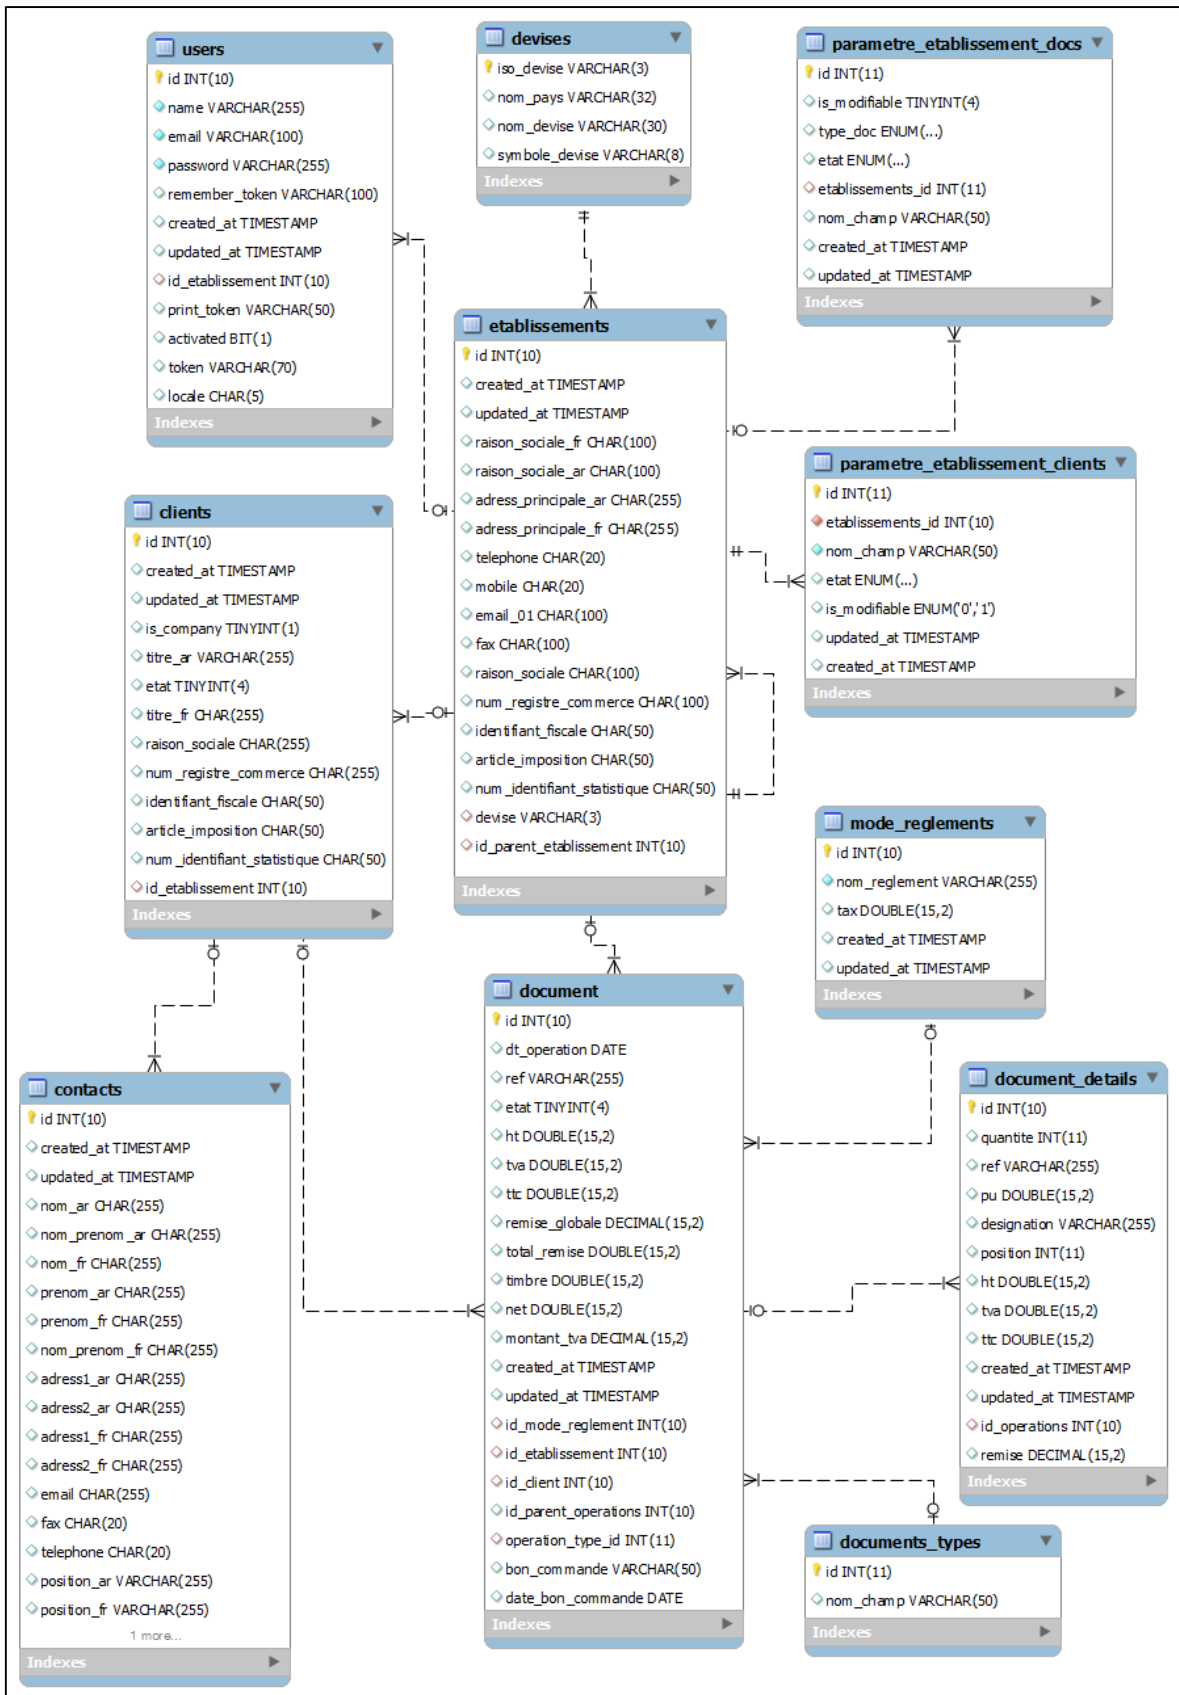 users
id INT(10)
name VARCHAR(255)
email VARCHAR(100)
password VARCHAR(255)
remember_token VARCHAR(100)
created_at TIMESTAMP
updated_at TIMESTAMP
id_etablissement INT(10)
print_token VARCHAR(50)
activated BIT(1)
token VARCHAR(70)
locale CHAR(5)
Indexes
devises
iso_devise VARCHAR(3)
nom_pays VARCHAR(32)
nom_devise VARCHAR(30)
symbole_devise VARCHAR(8)
Indexes
parametre_etablissement_docs
id INT(11)
is_modifiable TINYINT(4)
type_doc ENUM(...)
etat ENUM(...)
etablissements_id INT(11)
nom_champ VARCHAR(50)
created_at TIMESTAMP
updated_at TIMESTAMP
Indexes
etablissements
id INT(10)
created_at TIMESTAMP
updated_at TIMESTAMP
raison_sociale_fr CHAR(100)
raison_sociale_ar CHAR(100)
adress_principale_ar CHAR(255)
adress_principale_fr CHAR(255)
telephone CHAR(20)
mobile CHAR(20)
email_01 CHAR(100)
fax CHAR(100)
raison_sociale CHAR(100)
num_registre_commerce CHAR(100)
identifiant_fiscale CHAR(50)
article_imposition CHAR(50)
num_identifiant_statistique CHAR(50)
devise VARCHAR(3)
id_parent_etablissement INT(10)
Indexes
parametre_etablissement_clients
id INT(11)
etablissements_id INT(10)
nom_champ VARCHAR(50)
etat ENUM(...)
is_modifiable ENUM('0','1')
updated_at TIMESTAMP
created_at TIMESTAMP
Indexes
clients
id INT(10)
created_at TIMESTAMP
updated_at TIMESTAMP
is_company TINYINT(1)
titre_ar VARCHAR(255)
etat TINYINT(4)
titre_fr CHAR(255)
raison_sociale CHAR(255)
num_registre_commerce CHAR(255)
identifiant_fiscale CHAR(50)
article_imposition CHAR(50)
num_identifiant_statistique CHAR(50)
id_etablissement INT(10)
Indexes
mode_reglements
id INT(10)
nom_reglement VARCHAR(255)
tax DOUBLE(15,2)
created_at TIMESTAMP
updated_at TIMESTAMP
Indexes
document
id INT(10)
dt_operation DATE
ref VARCHAR(255)
etat TINYINT(4)
ht DOUBLE(15,2)
tva DOUBLE(15,2)
ttc DOUBLE(15,2)
remise_globale DECIMAL(15,2)
total_remise DOUBLE(15,2)
timbre DOUBLE(15,2)
net DOUBLE(15,2)
montant_tva DECIMAL(15,2)
created_at TIMESTAMP
updated_at TIMESTAMP
id_mode_reglement INT(10)
id_etablissement INT(10)
id_client INT(10)
id_parent_operations INT(10)
operation_type_id INT(11)
bon_commande VARCHAR(50)
date_bon_commande DATE
Indexes
contacts
id INT(10)
created_at TIMESTAMP
updated_at TIMESTAMP
nom_ar CHAR(255)
nom_prenom_ar CHAR(255)
nom_fr CHAR(255)
prenom_ar CHAR(255)
prenom_fr CHAR(255)
nom_prenom_fr CHAR(255)
adress1_ar CHAR(255)
adress2_ar CHAR(255)
adress1_fr CHAR(255)
adress2_fr CHAR(255)
email CHAR(255)
fax CHAR(20)
telephone CHAR(20)
position_ar VARCHAR(255)
position_fr VARCHAR(255)
1 more...
Indexes
document_details
id INT(10)
quantite INT(11)
ref VARCHAR(255)
pu DOUBLE(15,2)
designation VARCHAR(255)
position INT(11)
ht DOUBLE(15,2)
tva DOUBLE(15,2)
ttc DOUBLE(15,2)
created_at TIMESTAMP
updated_at TIMESTAMP
id_operations INT(10)
remise DECIMAL(15,2)
Indexes
documents_types
id INT(11)
nom_champ VARCHAR(50)
Indexes